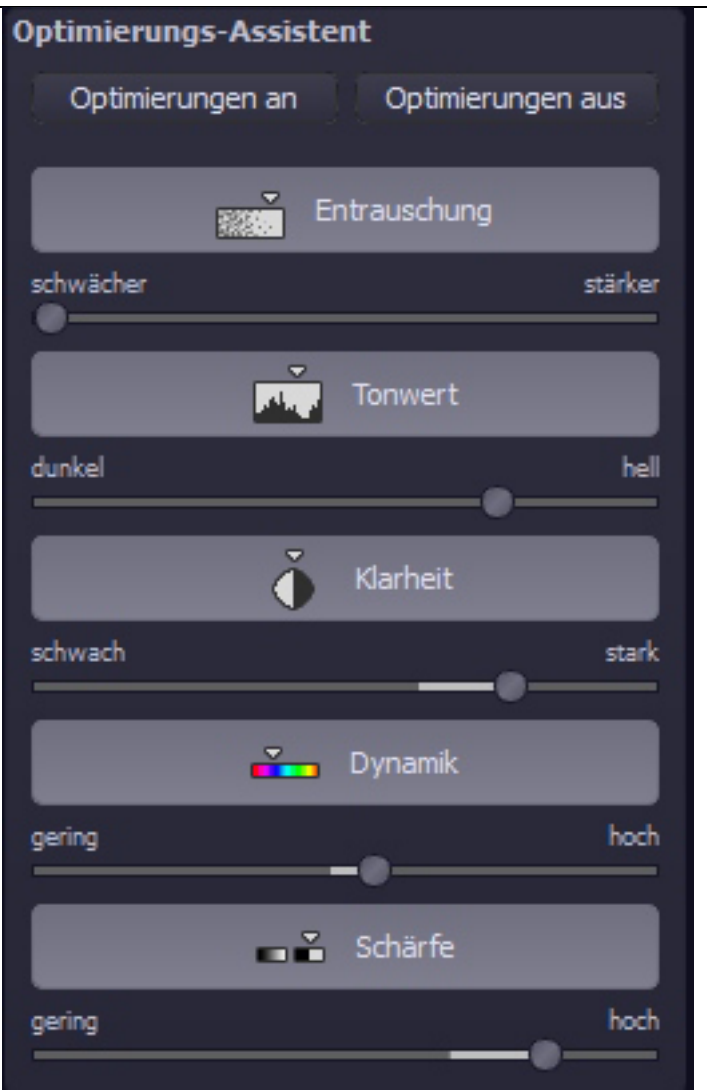 Optimierungs-Assistent
Optimierungen an Optimierungen aus
Entrauschung
schwächer stärker
Tonwert
dunkel hell
Klarheit
schwach stark
Dynamik
gering hoch
Schärfe
gering hoch